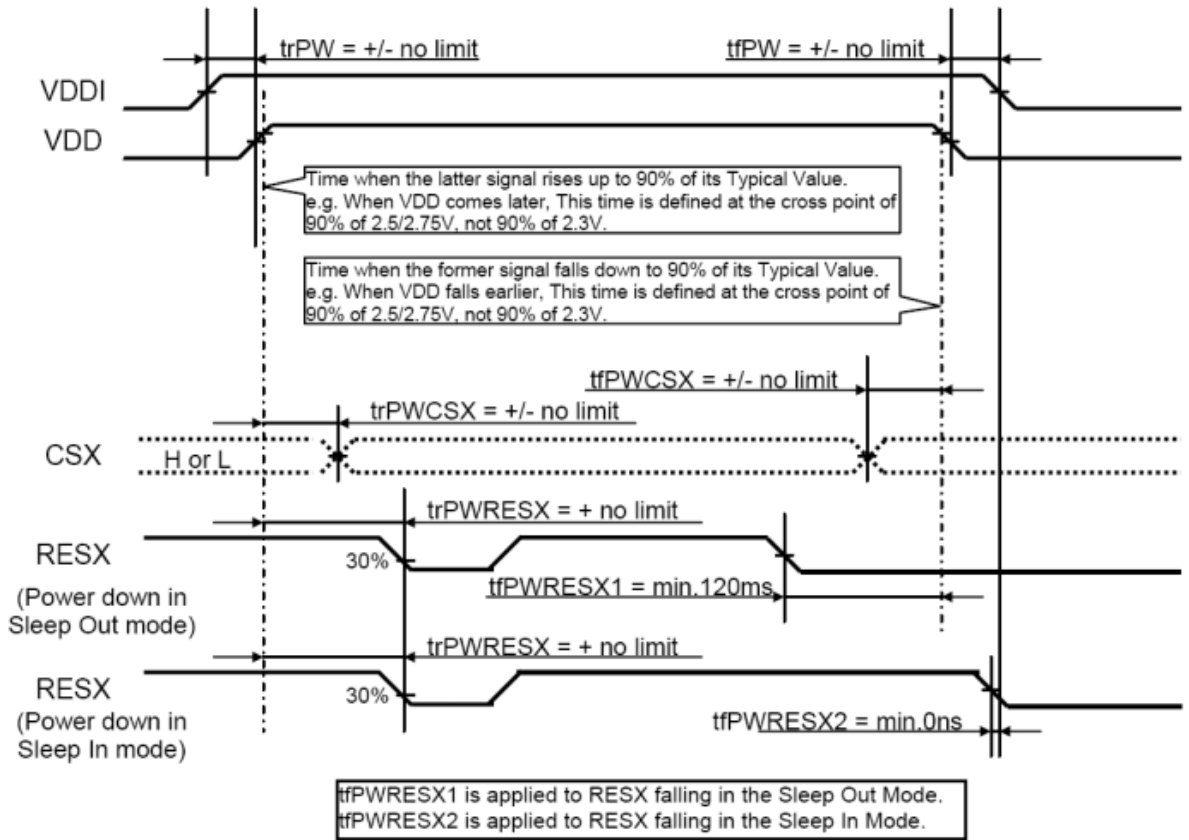 trPW = +/- no limit
tfPW = +/- no limit
VDDI
VDD
Time when the latter signal rises up to 90% of its Typical Value.
e.g. When VDD comes later, This time is defined at the cross point of
90% of 2.5/2.75V, not 90% of 2.3V.
Time when the former signal falls down to 90% of its Typical Value.
e.g. When VDD falls earlier, This time is defined at the cross point of
90% of 2.5/2.75V, not 90% of 2.3V.
tfPWCSX = +/- no limit
trPWCSX = +/- no limit
CSX
H or L
trPWRESX = + no limit
RESX
30%
(Power down in
Sleep Out mode)
tfPWRESX1 = min.120ms
trPWRESX = + no limit
RESX
30%
(Power down in
Sleep In mode)
tfPWRESX2 = min.0ns
tfPWRESX1 is applied to RESX falling in the Sleep Out Mode.
tfPWRESX2 is applied to RESX falling in the Sleep In Mode.